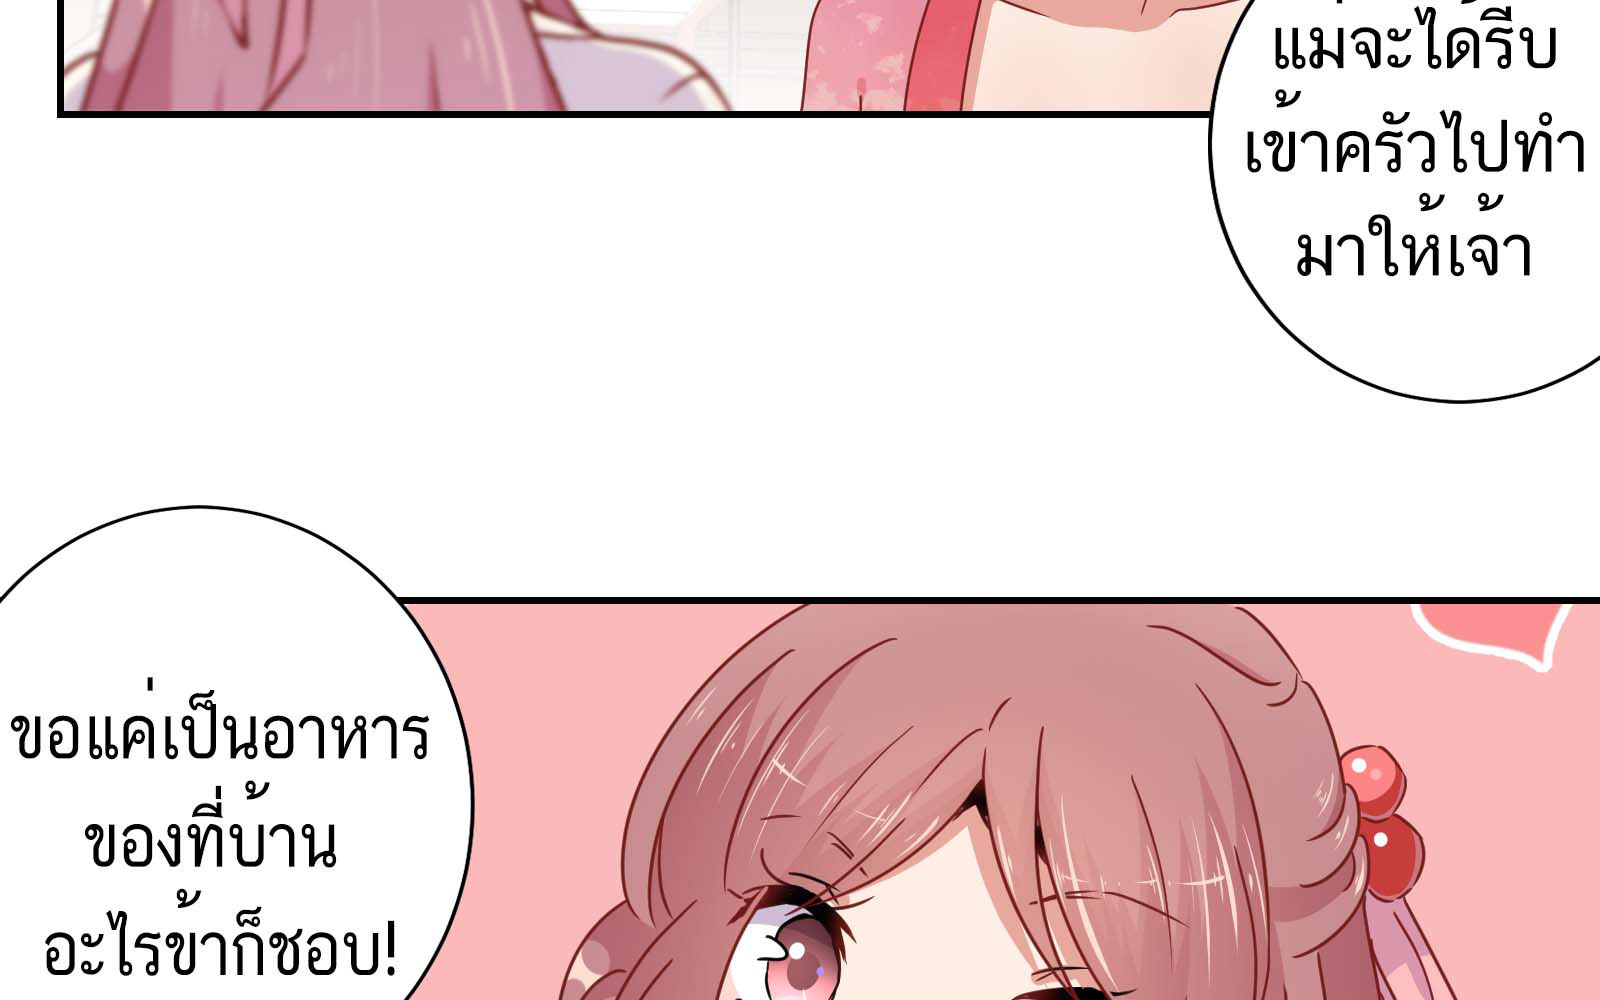 แม่จะได้รีบ
เข้าครัวไปทำ
มาให้เจ้า
ขอแค่เป็นอาหาร
ของที่บ้าน
อะไรข้าก็ชอบ!